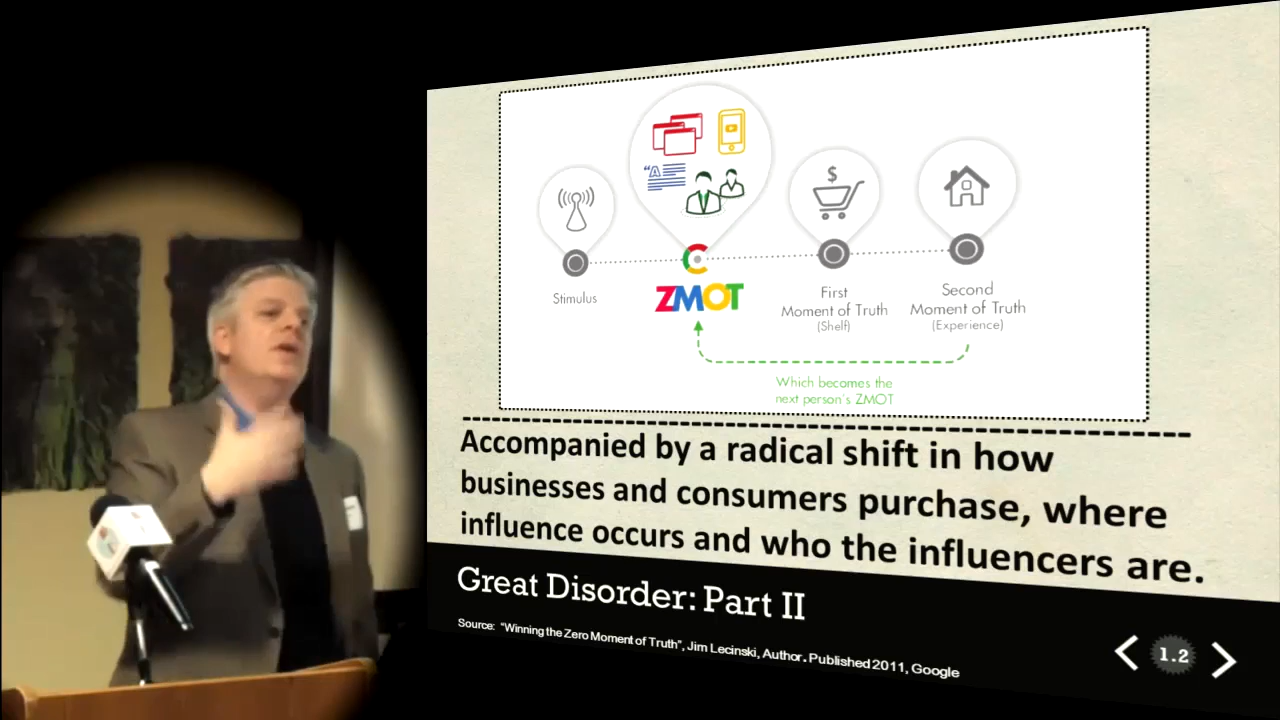 $
"A
Stimulus
ZMOT
First
Moment of Truth
(Shelf)
Second
Moment of Truth
(Experience)
Which becomes the
next person's ZMOT
Accompanied by a radical shift in how
businesses and consumers purchase, where
influence occurs and who the influencers are.
Great Disorder: Part II
Source: "Winning the Zero Moment of Truth", Jim Lecinski, Author. Published 2011, Google
1.2